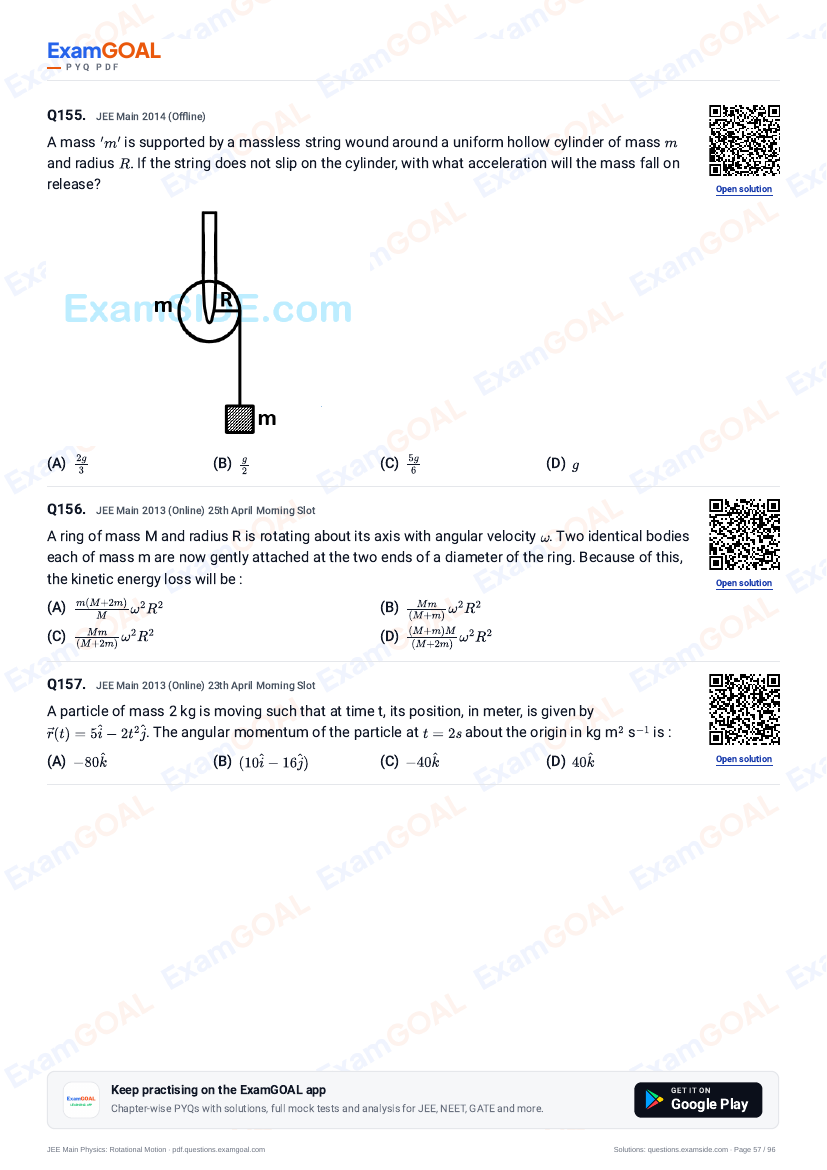 ExamGOAL
PYQ PDF
Q155. JEE Main 2014 (Offline)
A mass 'm' is supported by a massless string wound around a uniform hollow cylinder of mass m
and radius R. If the string does not slip on the cylinder, with what acceleration will the mass fall on
release?
Open solution
m
R
ExamSIDE.com
m
(A) 2g/3 (B) g/2 (C) 5g/6 (D) g
Q156. JEE Main 2013 (Online) 25th April Morning Slot
A ring of mass M and radius R is rotating about its axis with angular velocity ω. Two identical bodies
each of mass m are now gently attached at the two ends of a diameter of the ring. Because of this,
the kinetic energy loss will be :
Open solution
(A) m(M+2m)/M ω²R² (B) Mm/(M+m) ω²R²
(C) Mm/(M+2m) ω²R² (D) (M+m)M/(M+2m) ω²R²
Q157. JEE Main 2013 (Online) 23th April Morning Slot
A particle of mass 2 kg is moving such that at time t, its position, in meter, is given by
r⃗(t) = 5î − 2t²ĵ. The angular momentum of the particle at t = 2s about the origin in kg m² s⁻¹ is :
(A) −80k̂ (B) (10î − 16ĵ) (C) −40k̂ (D) 40k̂
Open solution
Keep practising on the ExamGOAL app
Chapter-wise PYQs with solutions, full mock tests and analysis for JEE, NEET, GATE and more.
GET IT ON
Google Play
JEE Main Physics: Rotational Motion · pdf.questions.examgoal.com
Solutions: questions.examside.com · Page 57 / 96